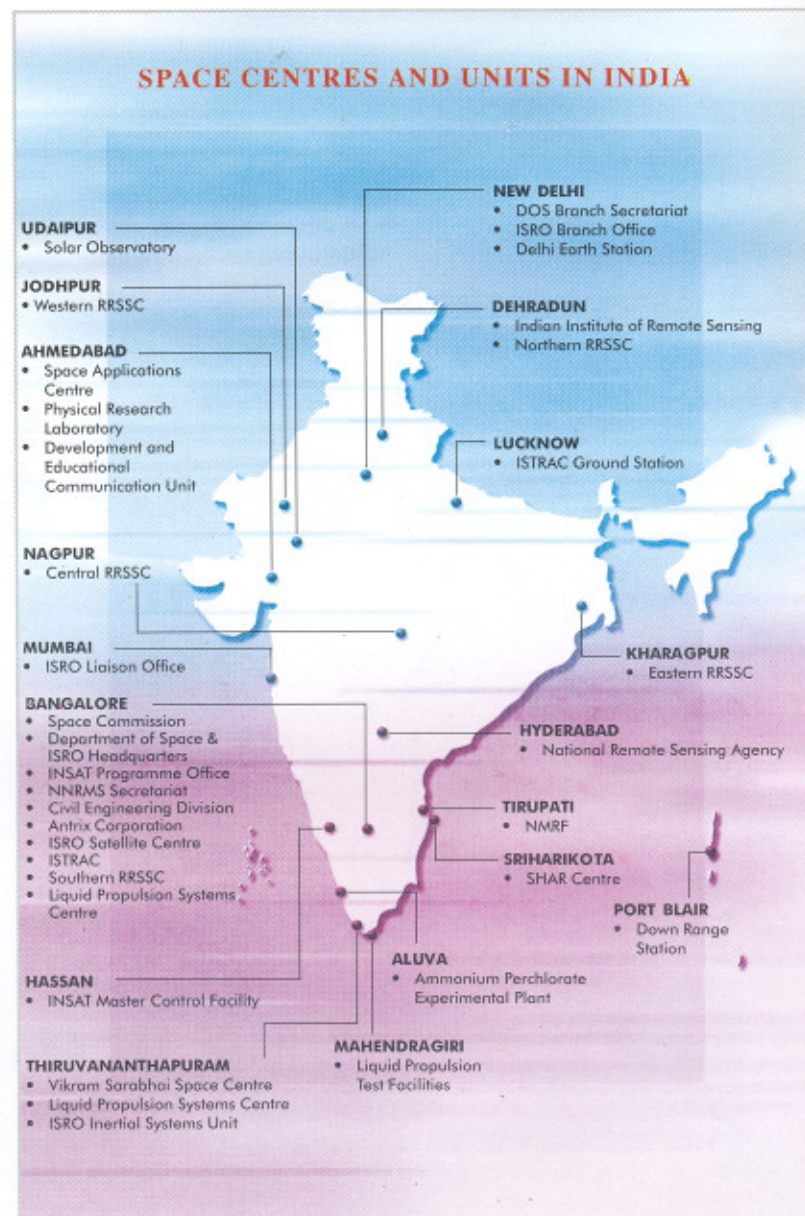 SPACE CENTRES AND UNITS IN INDIA
NEW DELHI
• DOS Branch Secretariat
• ISRO Branch Office
• Delhi Earth Station
UDAIPUR
• Solar Observatory
JODHPUR
• Western RRSSC
DEHRADUN
• Indian Institute of Remote Sensing
• Northern RRSSC
AHMEDABAD
• Space Applications
Centre
• Physical Research
Laboratory
• Development and
Educational
Communication Unit
LUCKNOW
• ISTRAC Ground Station
NAGPUR
• Central RRSSC
MUMBAI
• ISRO Liaison Office
KHARAGPUR
• Eastern RRSSC
BANGALORE
• Space Commission
• Department of Space &
ISRO Headquarters
• INSAT Programme Office
• NNRMS Secretariat
• Civil Engineering Division
• Antrix Corporation
• ISRO Satellite Centre
• ISTRAC
• Southern RRSSC
• Liquid Propulsion Systems
Centre
HYDERABAD
• National Remote Sensing Agency
TIRUPATI
• NMRF
SRIHARIKOTA
• SHAR Centre
PORT BLAIR
• Down Range
Station
HASSAN
• INSAT Master Control Facility
ALUVA
• Ammonium Perchlorate
Experimental Plant
MAHENDRAGIRI
• Liquid Propulsion
Test Facilities
THIRUVANANTHAPURAM
• Vikram Sarabhai Space Centre
• Liquid Propulsion Systems Centre
• ISRO Inertial Systems Unit